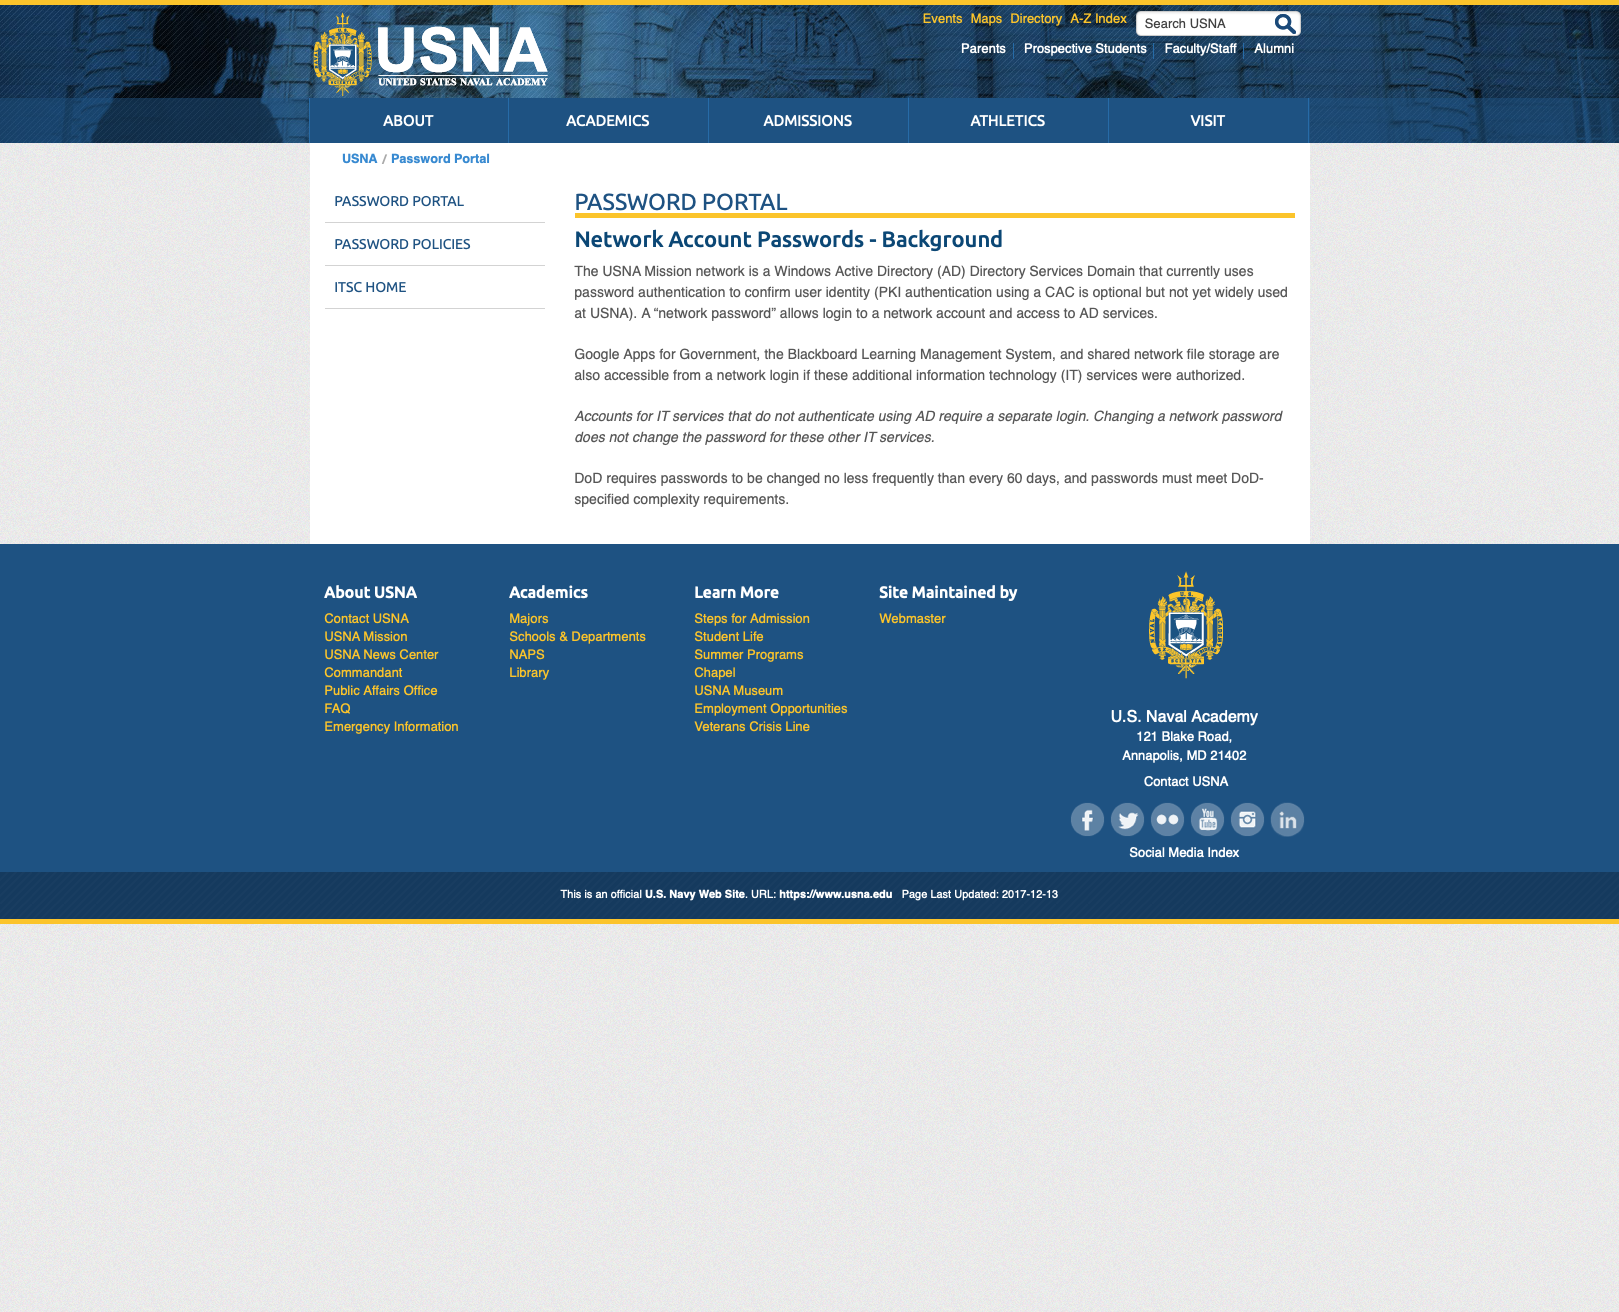 USNA
UNITED STATES NAVAL ACADEMY
Events Maps Directory A-Z Index
Search USNA
Parents Prospective Students Faculty/Staff Alumni
ABOUT ACADEMICS ADMISSIONS ATHLETICS VISIT
USNA / Password Portal
PASSWORD PORTAL
PASSWORD POLICIES
ITSC HOME
PASSWORD PORTAL
Network Account Passwords - Background
The USNA Mission network is a Windows Active Directory (AD) Directory Services Domain that currently uses
password authentication to confirm user identity (PKI authentication using a CAC is optional but not yet widely used
at USNA). A “network password” allows login to a network account and access to AD services.
Google Apps for Government, the Blackboard Learning Management System, and shared network file storage are
also accessible from a network login if these additional information technology (IT) services were authorized.
Accounts for IT services that do not authenticate using AD require a separate login. Changing a network password
does not change the password for these other IT services.
DoD requires passwords to be changed no less frequently than every 60 days, and passwords must meet DoD-
specified complexity requirements.
About USNA
Contact USNA
USNA Mission
USNA News Center
Commandant
Public Affairs Office
FAQ
Emergency Information
Academics
Majors
Schools & Departments
NAPS
Library
Learn More
Steps for Admission
Student Life
Summer Programs
Chapel
USNA Museum
Employment Opportunities
Veterans Crisis Line
Site Maintained by
Webmaster
U.S. Naval Academy
121 Blake Road,
Annapolis, MD 21402
Contact USNA
You
Tube
in
Social Media Index
This is an official U.S. Navy Web Site. URL: https://www.usna.edu Page Last Updated: 2017-12-13